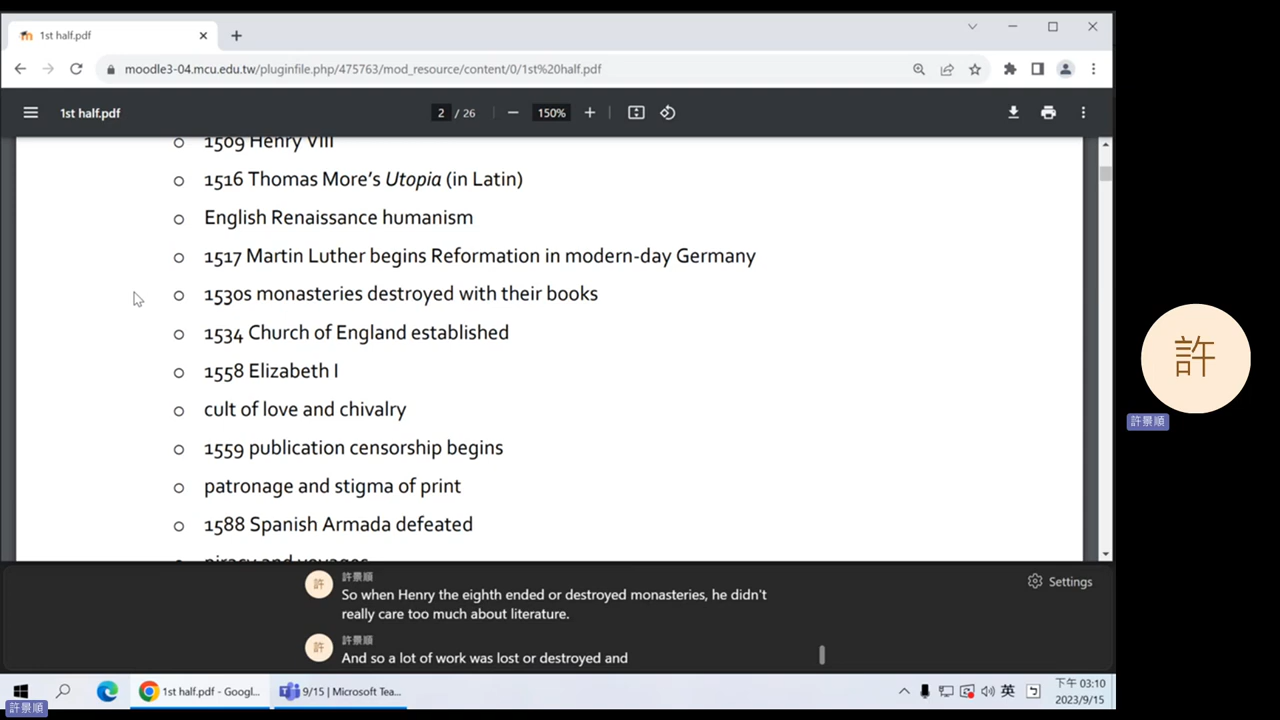 1st half.pdf
moodle3-04.mcu.edu.tw/pluginfile.php/475763/mod_resource/content/0/1st%20half.pdf
1st half.pdf
2 / 26
150%
1509 Henry VIII
1516 Thomas More's Utopia (in Latin)
English Renaissance humanism
1517 Martin Luther begins Reformation in modern-day Germany
1530s monasteries destroyed with their books
1534 Church of England established
1558 Elizabeth I
cult of love and chivalry
1559 publication censorship begins
patronage and stigma of print
1588 Spanish Armada defeated
piracy and voyages
許
許景順
許
許景順
So when Henry the eighth ended or destroyed monasteries, he didn't
really care too much about literature.
許
許景順
And so a lot of work was lost or destroyed and
Settings
1st half.pdf - Googl...
9/15 | Microsoft Tea...
英
下午 03:10
2023/9/15
許景順